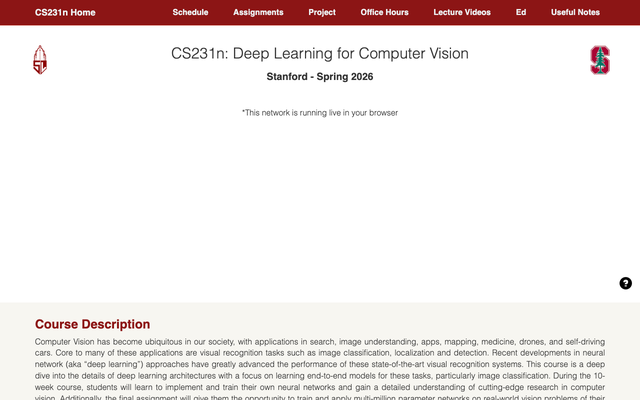 CS231n Home Schedule Assignments Project Office Hours Lecture Videos Ed Useful Notes
CS231n: Deep Learning for Computer Vision
Stanford - Spring 2026
*This network is running live in your browser
?
Course Description
Computer Vision has become ubiquitous in our society, with applications in search, image understanding, apps, mapping, medicine, drones, and self-driving
cars. Core to many of these applications are visual recognition tasks such as image classification, localization and detection. Recent developments in neural
network (aka “deep learning”) approaches have greatly advanced the performance of these state-of-the-art visual recognition systems. This course is a deep
dive into the details of deep learning architectures with a focus on learning end-to-end models for these tasks, particularly image classification. During the 10-
week course, students will learn to implement and train their own neural networks and gain a detailed understanding of cutting-edge research in computer
vision. Additionally, the final assignment will give them the opportunity to train and apply multi-million parameter networks on real-world vision problems of their